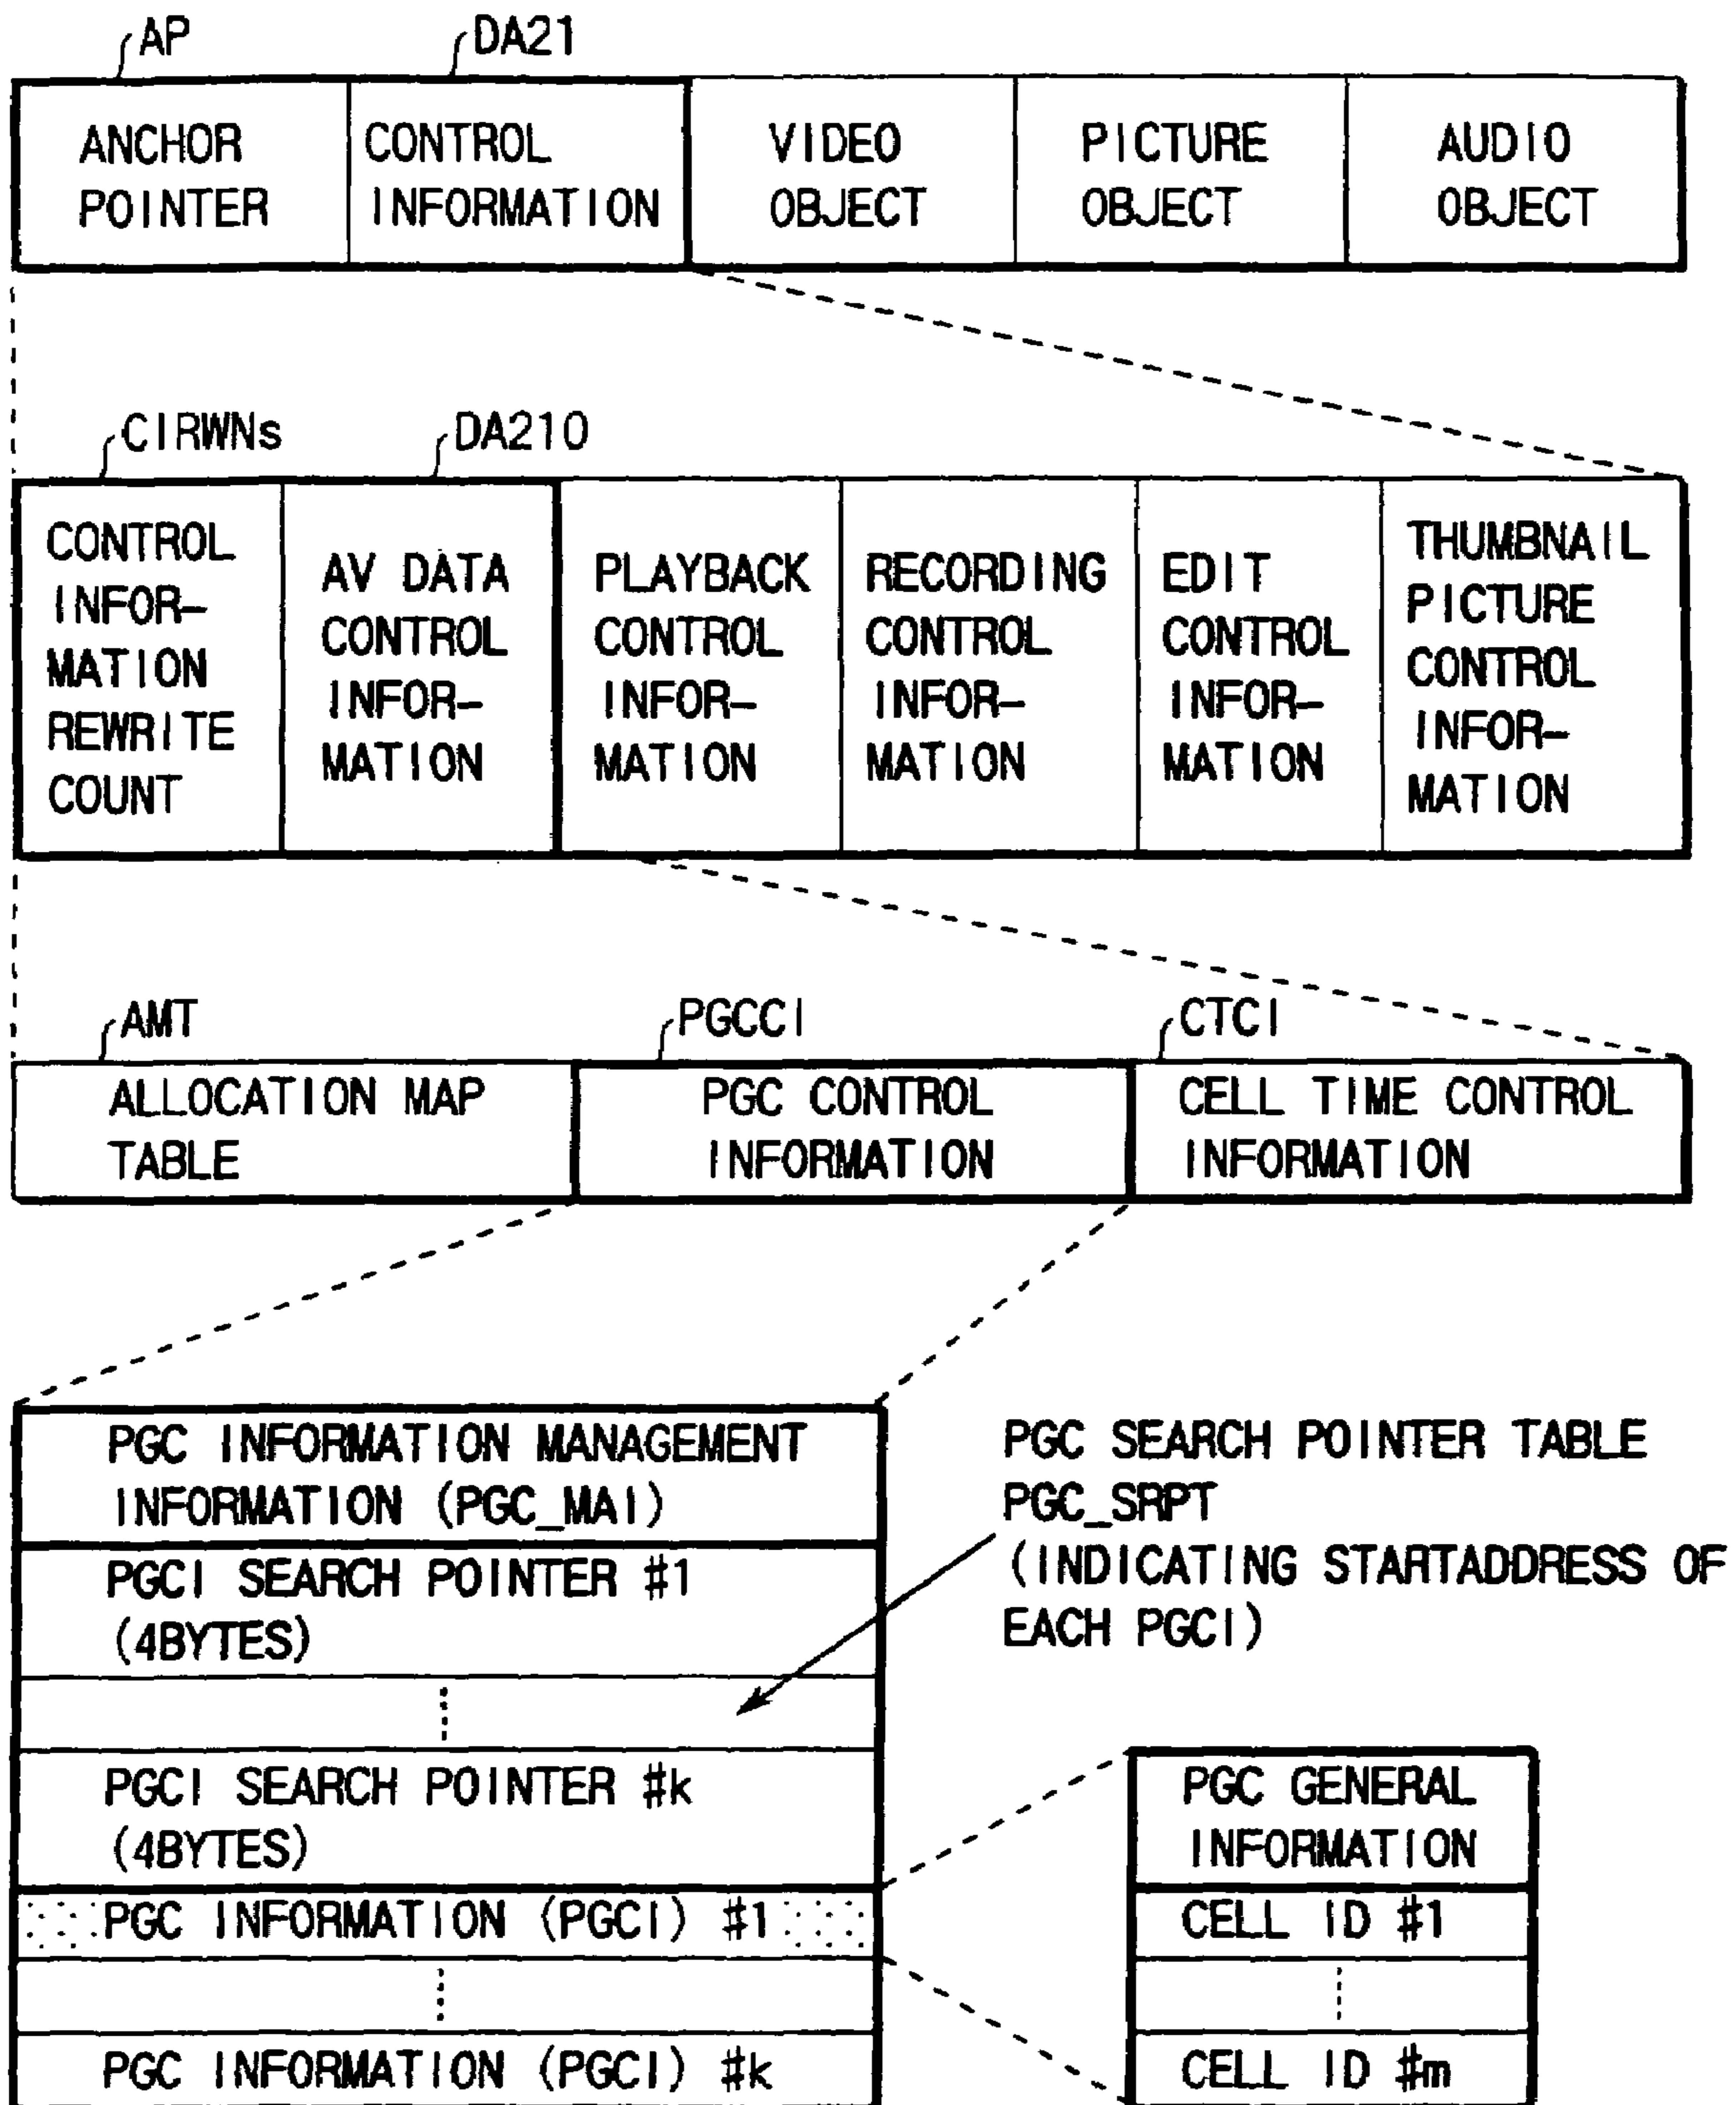 AP
DA21
ANCHOR
POINTER
CONTROL
INFORMATION
VIDEO
OBJECT
PICTURE
OBJECT
AUDIO
OBJECT
CIRWNs
DA210
CONTROL
INFOR-
MATION
REWRITE
COUNT
AV DATA
CONTROL
INFOR-
MATION
PLAYBACK
CONTROL
INFOR-
MATION
RECORDING
CONTROL
INFOR-
MATION
EDIT
CONTROL
INFOR-
MATION
THUMBNAIL
PICTURE
CONTROL
INFOR-
MATION
AMT
PGCCI
CTCI
ALLOCATION MAP
TABLE
PGC CONTROL
INFORMATION
CELL TIME CONTROL
INFORMATION
PGC INFORMATION MANAGEMENT
INFORMATION (PGC_MAI)
PGCI SEARCH POINTER #1
(4BYTES)
PGCI SEARCH POINTER #k
(4BYTES)
PGC INFORMATION (PGCI) #1
PGC INFORMATION (PGCI) #k
PGC SEARCH POINTER TABLE
PGC_SRPT
(INDICATING STARTADDRESS OF
EACH PGCI)
PGC GENERAL
INFORMATION
CELL ID #1
CELL ID #m